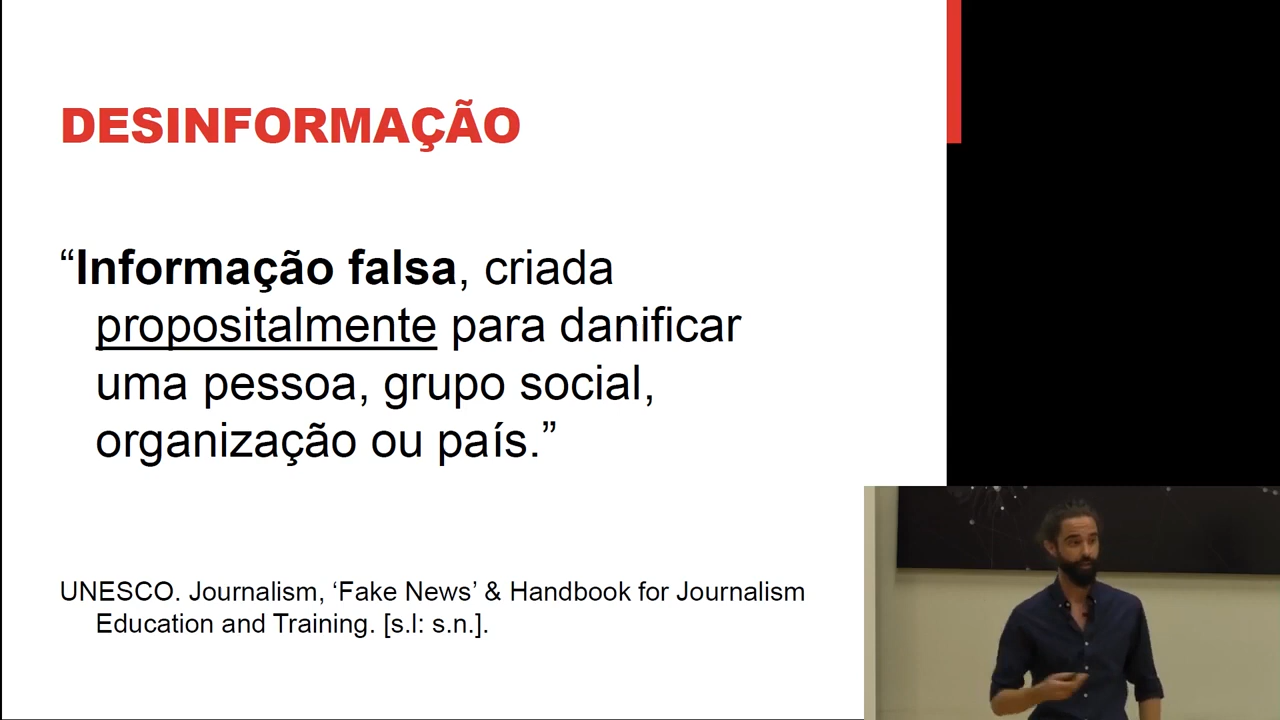 DESINFORMAÇÃO
“Informação falsa, criada
propositalmente para danificar
uma pessoa, grupo social,
organização ou país.”
UNESCO. Journalism, ‘Fake News’ & Handbook for Journalism
Education and Training. [s.l: s.n.].